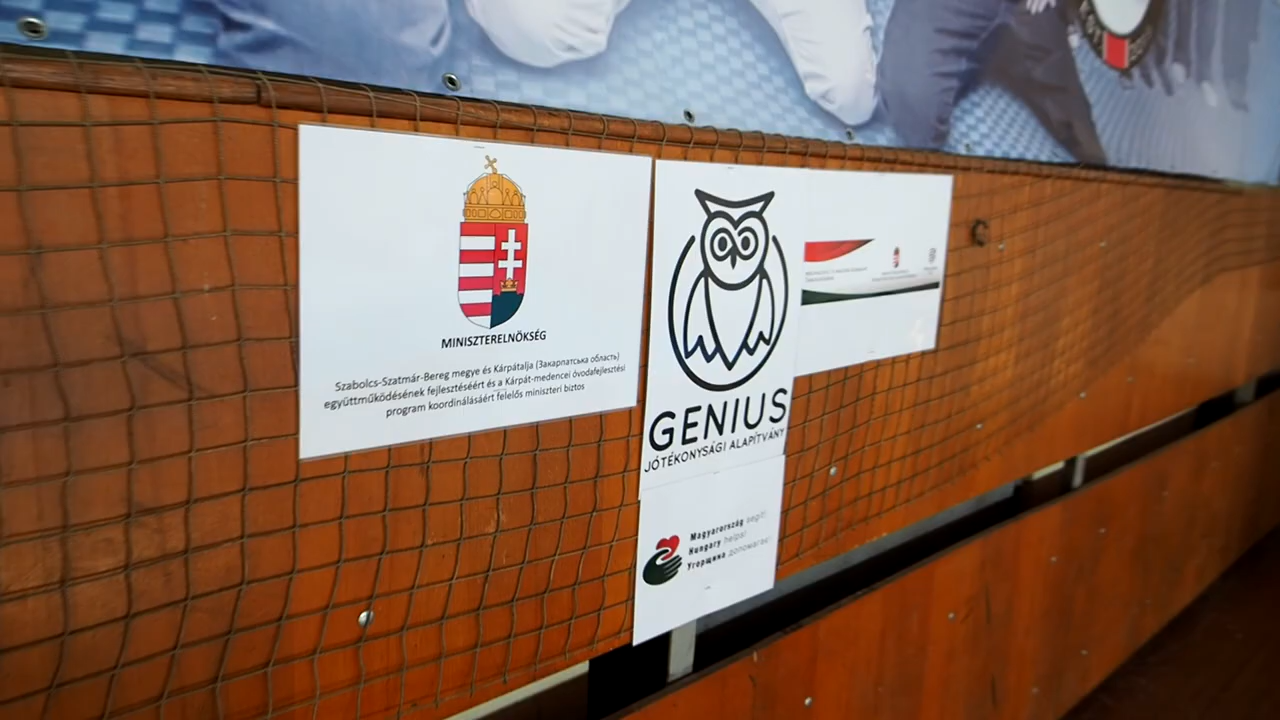 MINISZTERELNÖKSÉG
Szabolcs-Szatmár-Bereg megye és Kárpátalja (Закарпатська область)
együttműködésének fejlesztéséért és a Kárpát-medencei óvodafejlesztési
program koordinálásáért felelős miniszteri biztos
GENIUS
JÓTÉKONYSÁGI ALAPÍTVÁNY
Magyarország segít!
Hungary helps!
Угорщина допомагає!